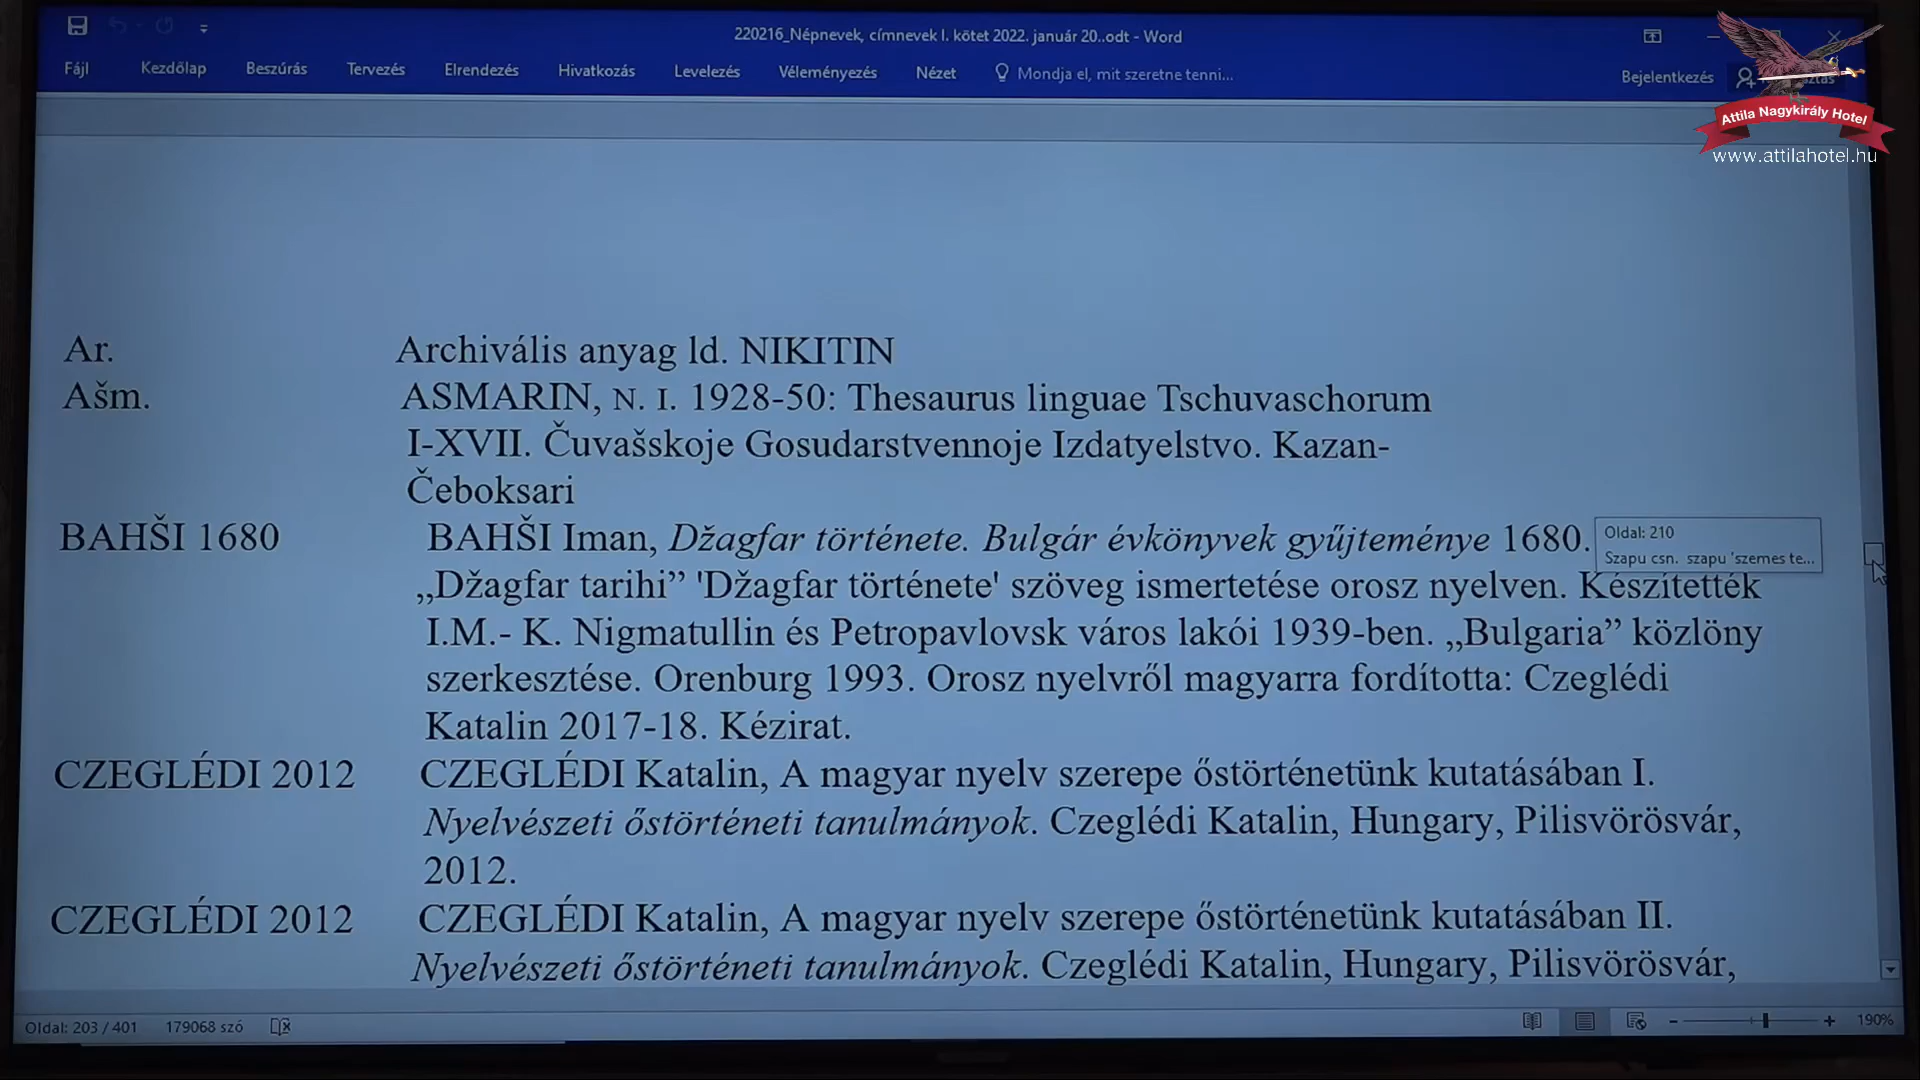 220216_Népnevek, címnevek I. kötet 2022. január 20..odt - Word
Fájl Kezdőlap Beszúrás Tervezés Elrendezés Hivatkozás Levelezés Véleményezés Nézet Mondja el, mit szeretne tenni... Bejelentkezés
Attila Nagykirály Hotel
www.attilahotel.hu
Ar. Archivális anyag ld. NIKITIN
Ašm. ASMARIN, N. I. 1928-50: Thesaurus linguae Tschuvaschorum
I-XVII. Čuvašskoje Gosudarstvennoje Izdatyelstvo. Kazan-
Čeboksari
BAHŠI 1680 BAHŠI Iman, Džagfar története. Bulgár évkönyvek gyűjteménye 1680.
Oldal: 210
Szapu csn. szapu 'szemes te...
„Džagfar tarihi” 'Džagfar története' szöveg ismertetése orosz nyelven. Készítették
I.M.- K. Nigmatullin és Petropavlovsk város lakói 1939-ben. „Bulgaria” közlöny
szerkesztése. Orenburg 1993. Orosz nyelvről magyarra fordította: Czeglédi
Katalin 2017-18. Kézirat.
CZEGLÉDI 2012 CZEGLÉDI Katalin, A magyar nyelv szerepe őstörténetünk kutatásában I.
Nyelvészeti őstörténeti tanulmányok. Czeglédi Katalin, Hungary, Pilisvörösvár,
2012.
CZEGLÉDI 2012 CZEGLÉDI Katalin, A magyar nyelv szerepe őstörténetünk kutatásában II.
Nyelvészeti őstörténeti tanulmányok. Czeglédi Katalin, Hungary, Pilisvörösvár,
Oldal: 203 / 401 179068 szó 190%